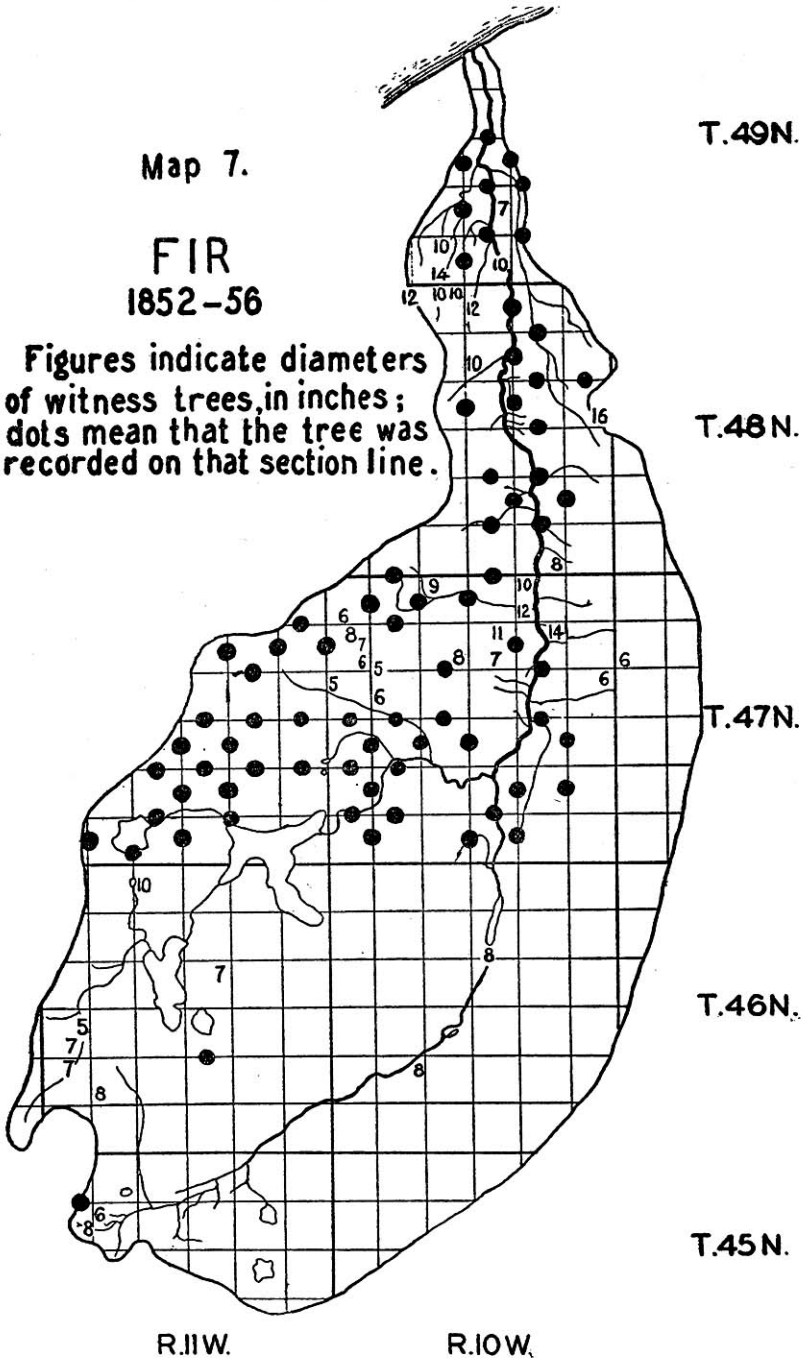 T.49N.
Map 7.
FIR
1852-56
Figures indicate diameters
of witness trees, in inches;
dots mean that the tree was
recorded on that section line.
7
10
10
14
12 10 10 12
10
16
T.48N.
8
9 10
12
6
8 7 11 14
6 5 8 7 6
5 6 6
T.47N.
10
8
7
T.46N.
5
7
7
8
8
6
8
T.45N.
R.11W. R.10W.